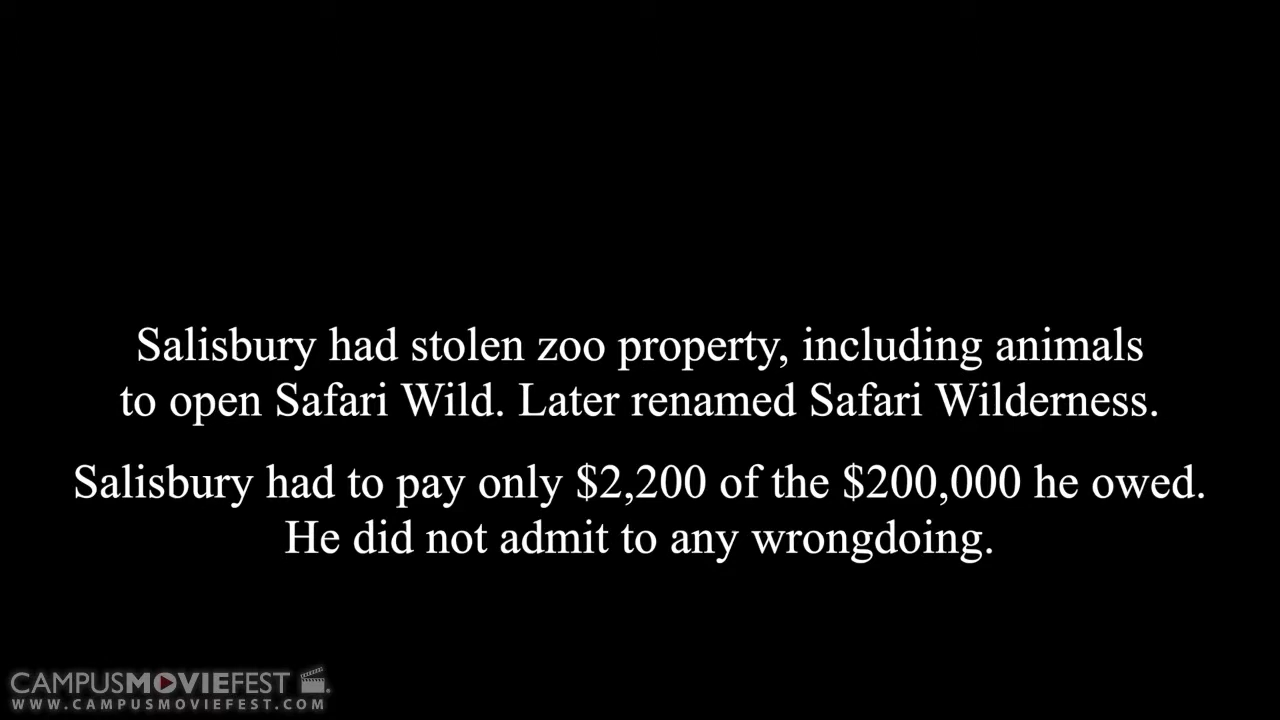 Salisbury had stolen zoo property, including animals
to open Safari Wild. Later renamed Safari Wilderness.
Salisbury had to pay only $2,200 of the $200,000 he owed.
He did not admit to any wrongdoing.
CAMPUSMOVIEFEST
WWW.CAMPUSMOVIEFEST.COM